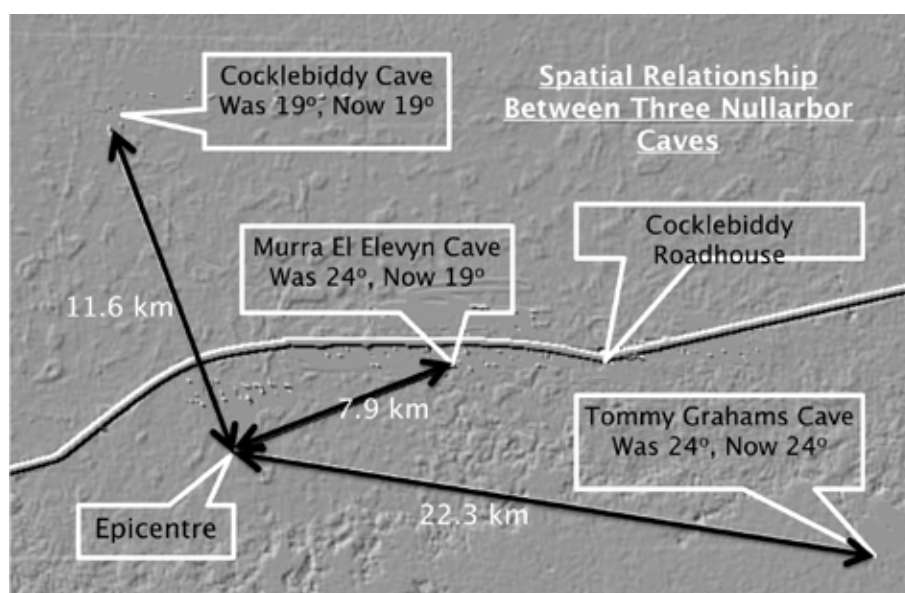 Cocklebiddy Cave
Was 19º, Now 19º
Spatial Relationship
Between Three Nullarbor
Caves
Murra El Elevyn Cave
Was 24º, Now 19º
Cocklebiddy
Roadhouse
11.6 km
7.9 km
Tommy Grahams Cave
Was 24º, Now 24º
22.3 km
Epicentre